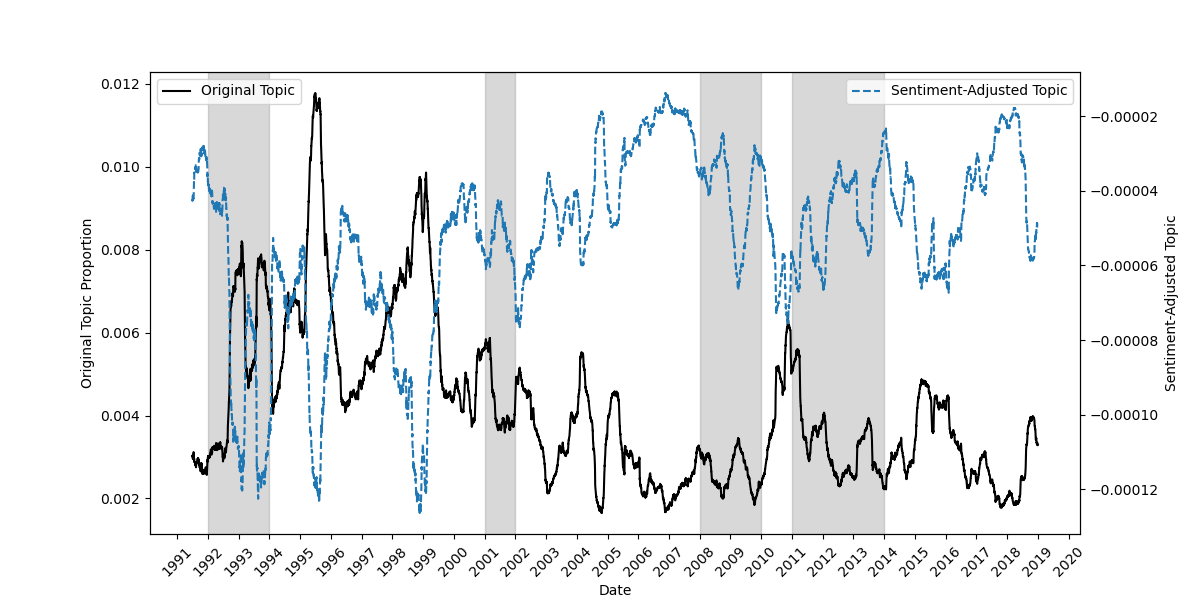 Original Topic
Sentiment-Adjusted Topic
0.012
0.010
0.008
0.006
0.004
0.002
Original Topic Proportion
−0.00002
−0.00004
−0.00006
−0.00008
−0.00010
−0.00012
Sentiment-Adjusted Topic
1991 1992 1993 1994 1995 1996 1997 1998 1999 2000 2001 2002 2003 2004 2005 2006 2007 2008 2009 2010 2011 2012 2013 2014 2015 2016 2017 2018 2019 2020
Date